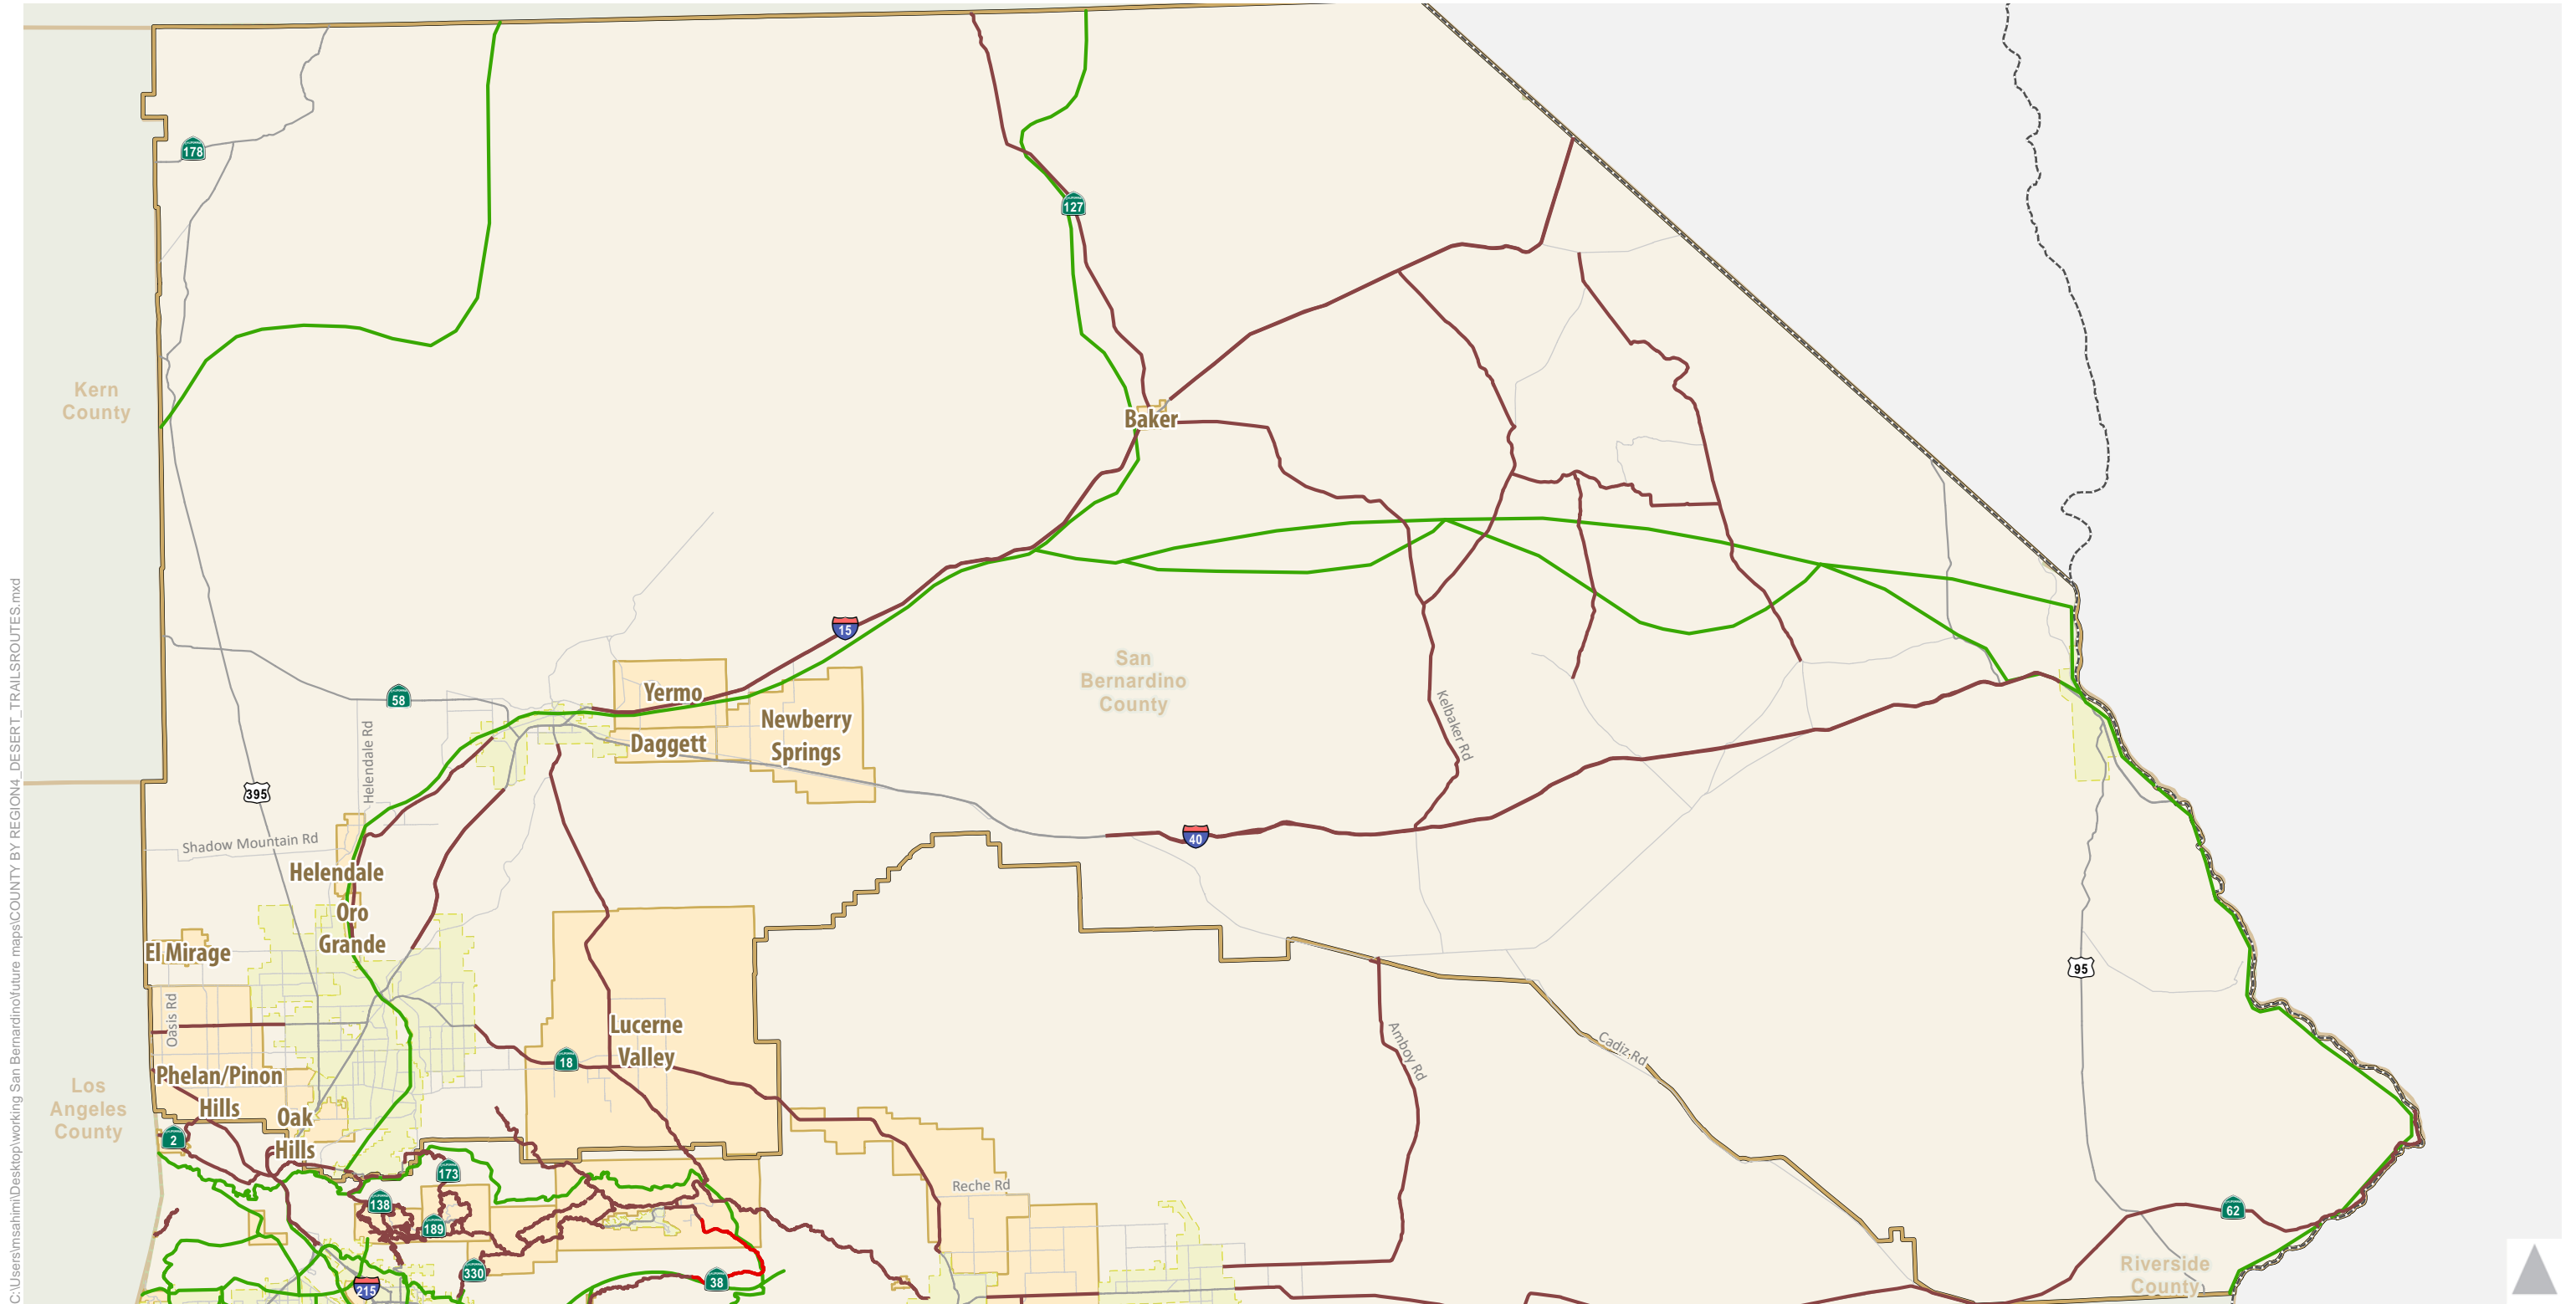 178
127
Kern
County
Baker
15
San
Bernardino
County
Yermo
58
Newberry
Springs
Daggett
Kelbaker Rd
Helendale Rd
395
Shadow Mountain Rd
40
Helendale
Oro
Grande
El Mirage
95
Oasis Rd
Lucerne
Valley
18
Amboy Rd
Cadiz Rd
Phelan/Pinon
Hills
Los
Angeles
County
Oak
Hills
2
173
Reche Rd
138
189
62
330
38
215
Riverside
County
C:\Users\msahimi\Desktop\working San Bernardino\future maps\COUNTY BY REGION4_DESERT_TRAILSROUTES.mxd